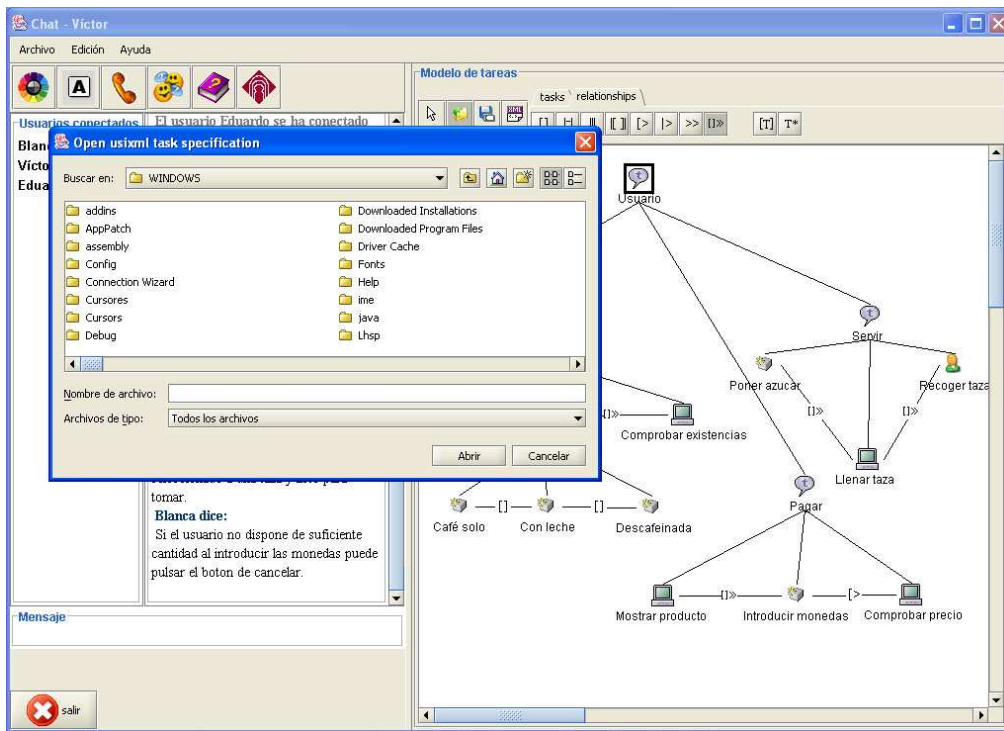 Chat - Víctor
Archivo Edición Ayuda
A
Usuarios conectados
El usuario Eduardo se ha conectado
Modelo de tareas
tasks relationships
XML
[] |-| ||| |[]| [> |> >> []» [T] T*
Open usixml task specification
Buscar en: WINDOWS
addins
AppPatch
assembly
Config
Connection Wizard
Cursores
Cursors
Debug
Downloaded Installations
Downloaded Program Files
Driver Cache
Fonts
Help
ime
java
Lhsp
Nombre de archivo:
Archivos de tipo: Todos los archivos
Abrir Cancelar
tomar.
Blanca dice:
Si el usuario no dispone de suficiente
cantidad al introducir las monedas puede
pulsar el boton de cancelar.
Mensaje
salir
Usuario
Servir
Poner azucar
Recoger taza
[]» []»
Llenar taza
[]»
Comprobar existencias
Café solo [] Con leche [] Descafeinada
Pagar
[]» [>
Mostrar producto Introducir monedas Comprobar precio